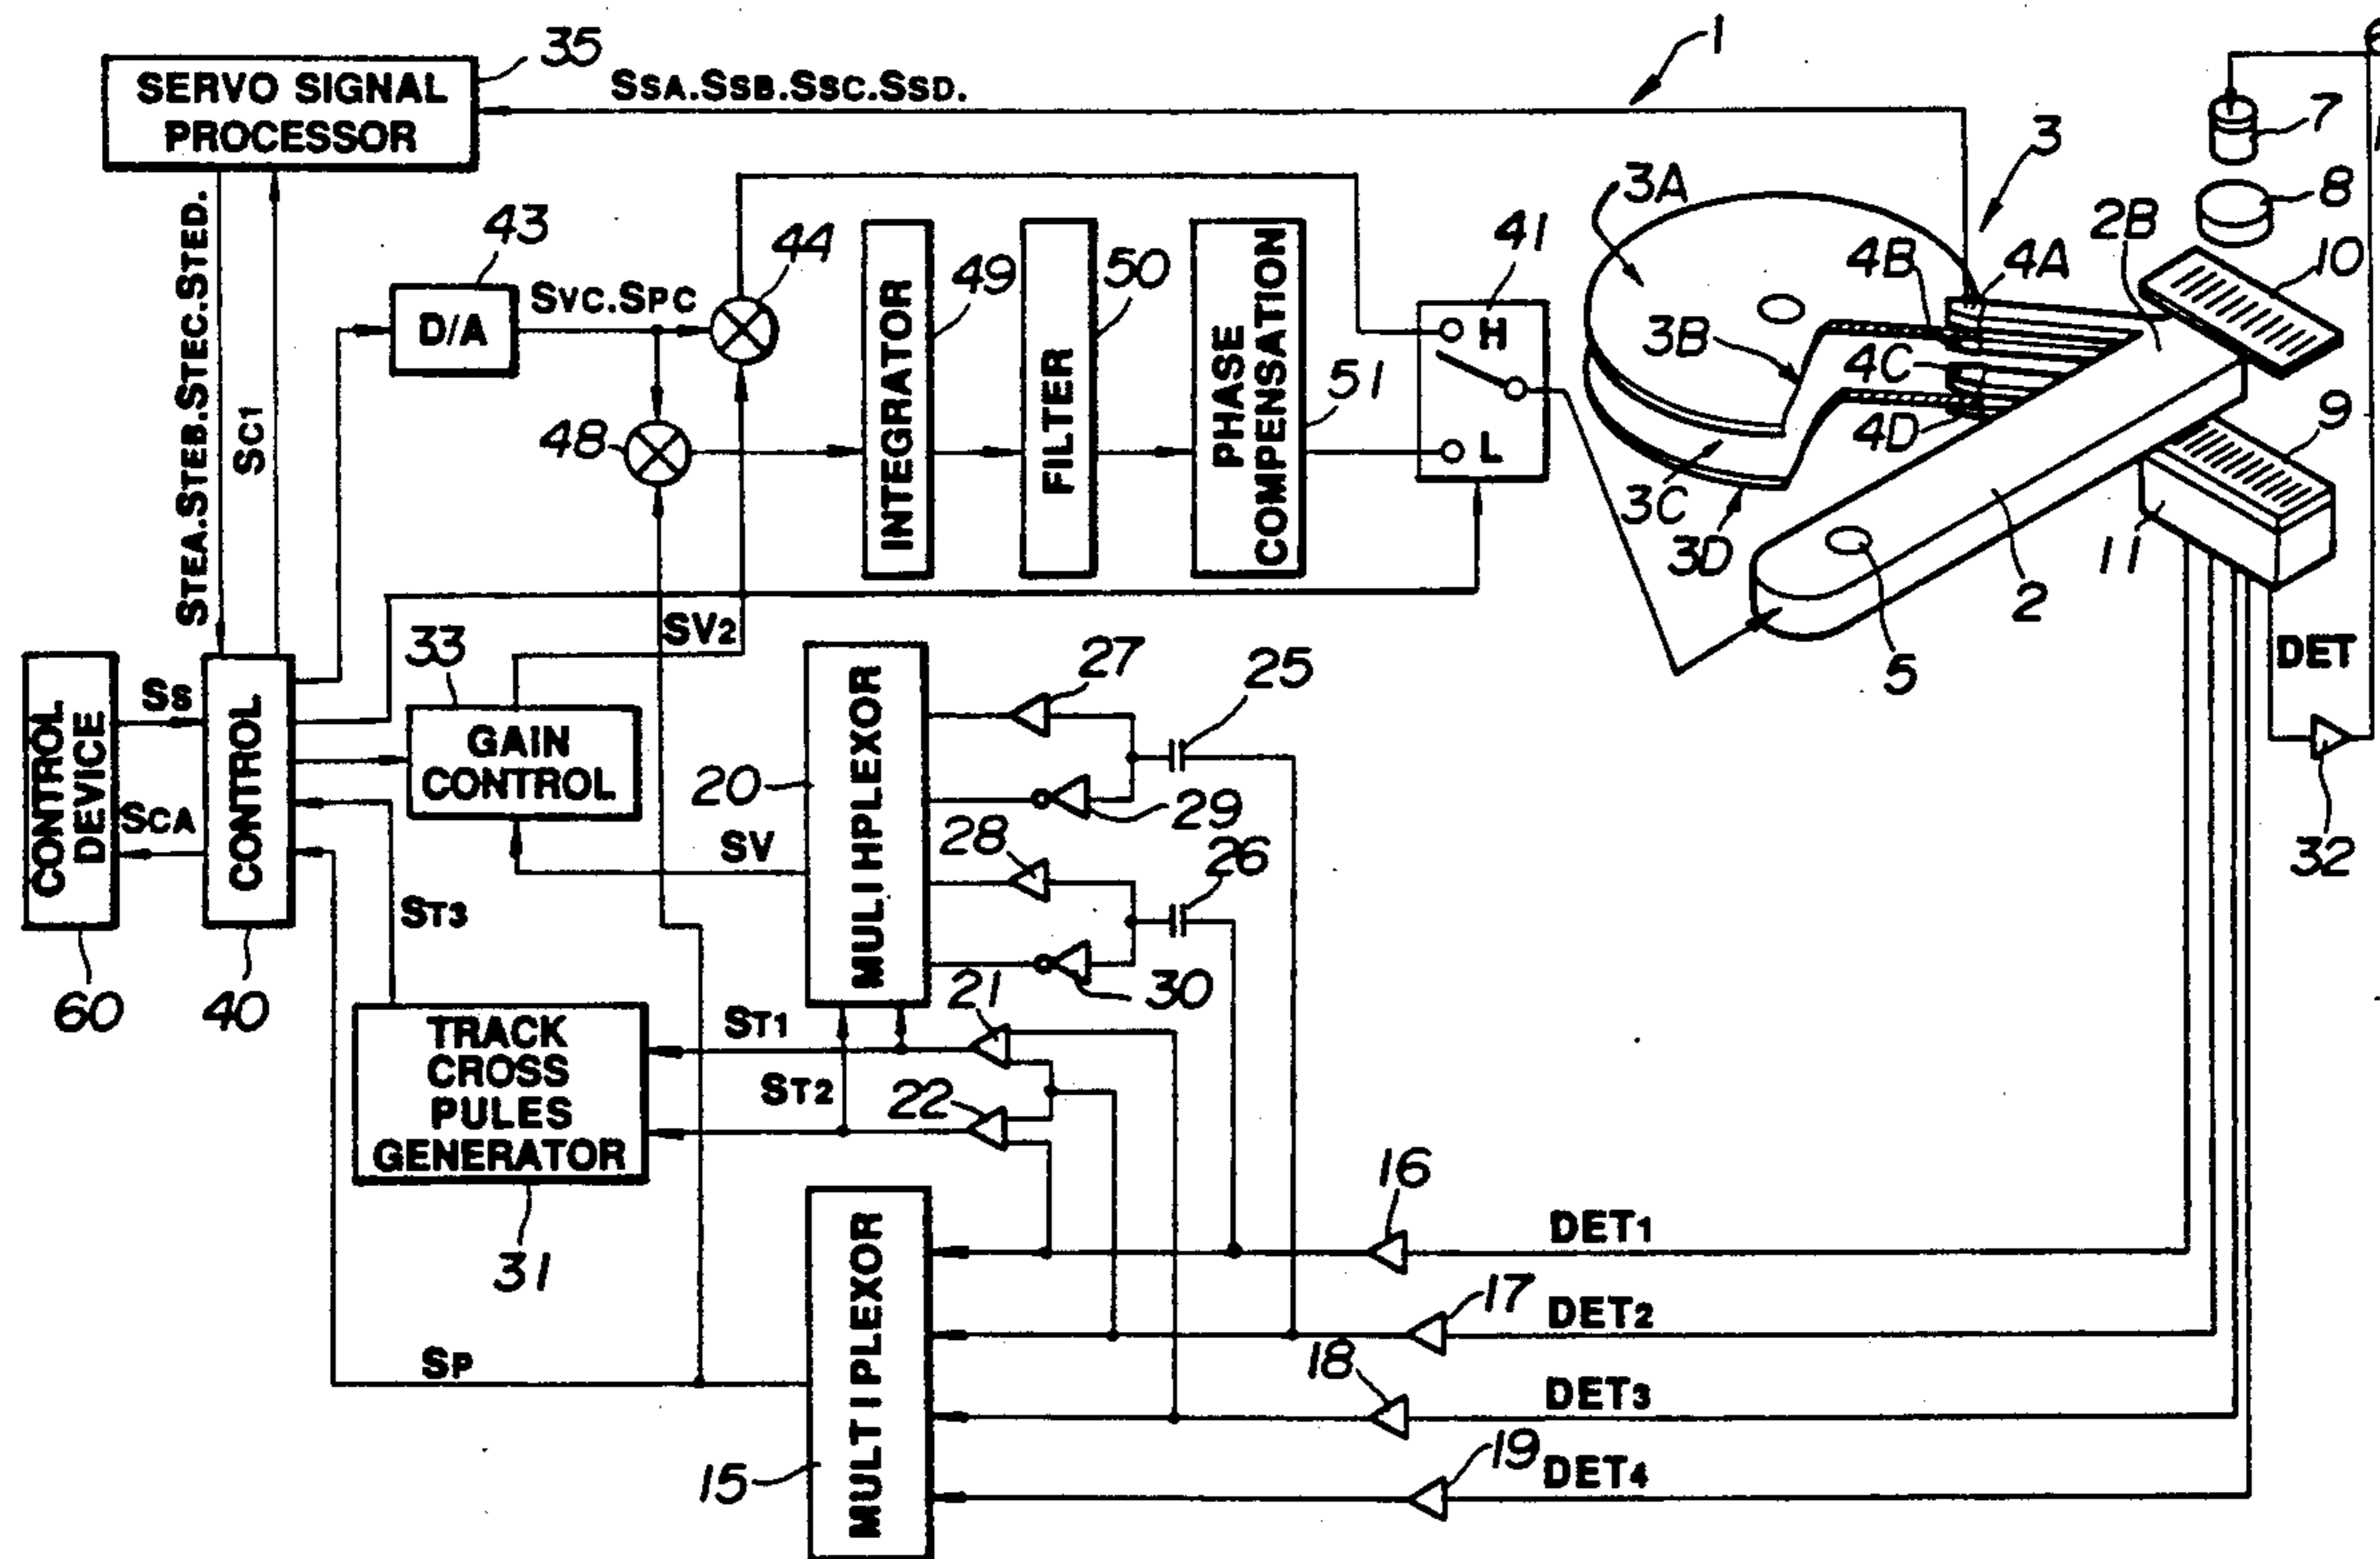 35
1
6
SERVO SIGNAL
PROCESSOR
SSA.SSB.SSC.SSD.
7
3
8
STEA.STEB.STEC.STED.
SC1
43
44
3A
2B
10
D/A
SVC.SPC
49
50
41
4B
4A
INTEGRATOR
FILTER
PHASE
COMPENSATION
H
3B
4C
51
9
48
L
4D
3C
3D
11
2
5
DET
33
SV2
27
25
CONTROL
DEVICE
SS
SCA
CONTROL
GAIN
CONTROL
20
MULIHPLEXOR
29
28
26
SV
32
ST3
21
30
60
40
TRACK
CROSS
PULES
GENERATOR
ST1
ST2
22
31
MULTIPLEXOR
16
DET1
17
DET2
SP
18
DET3
15
19
DET4